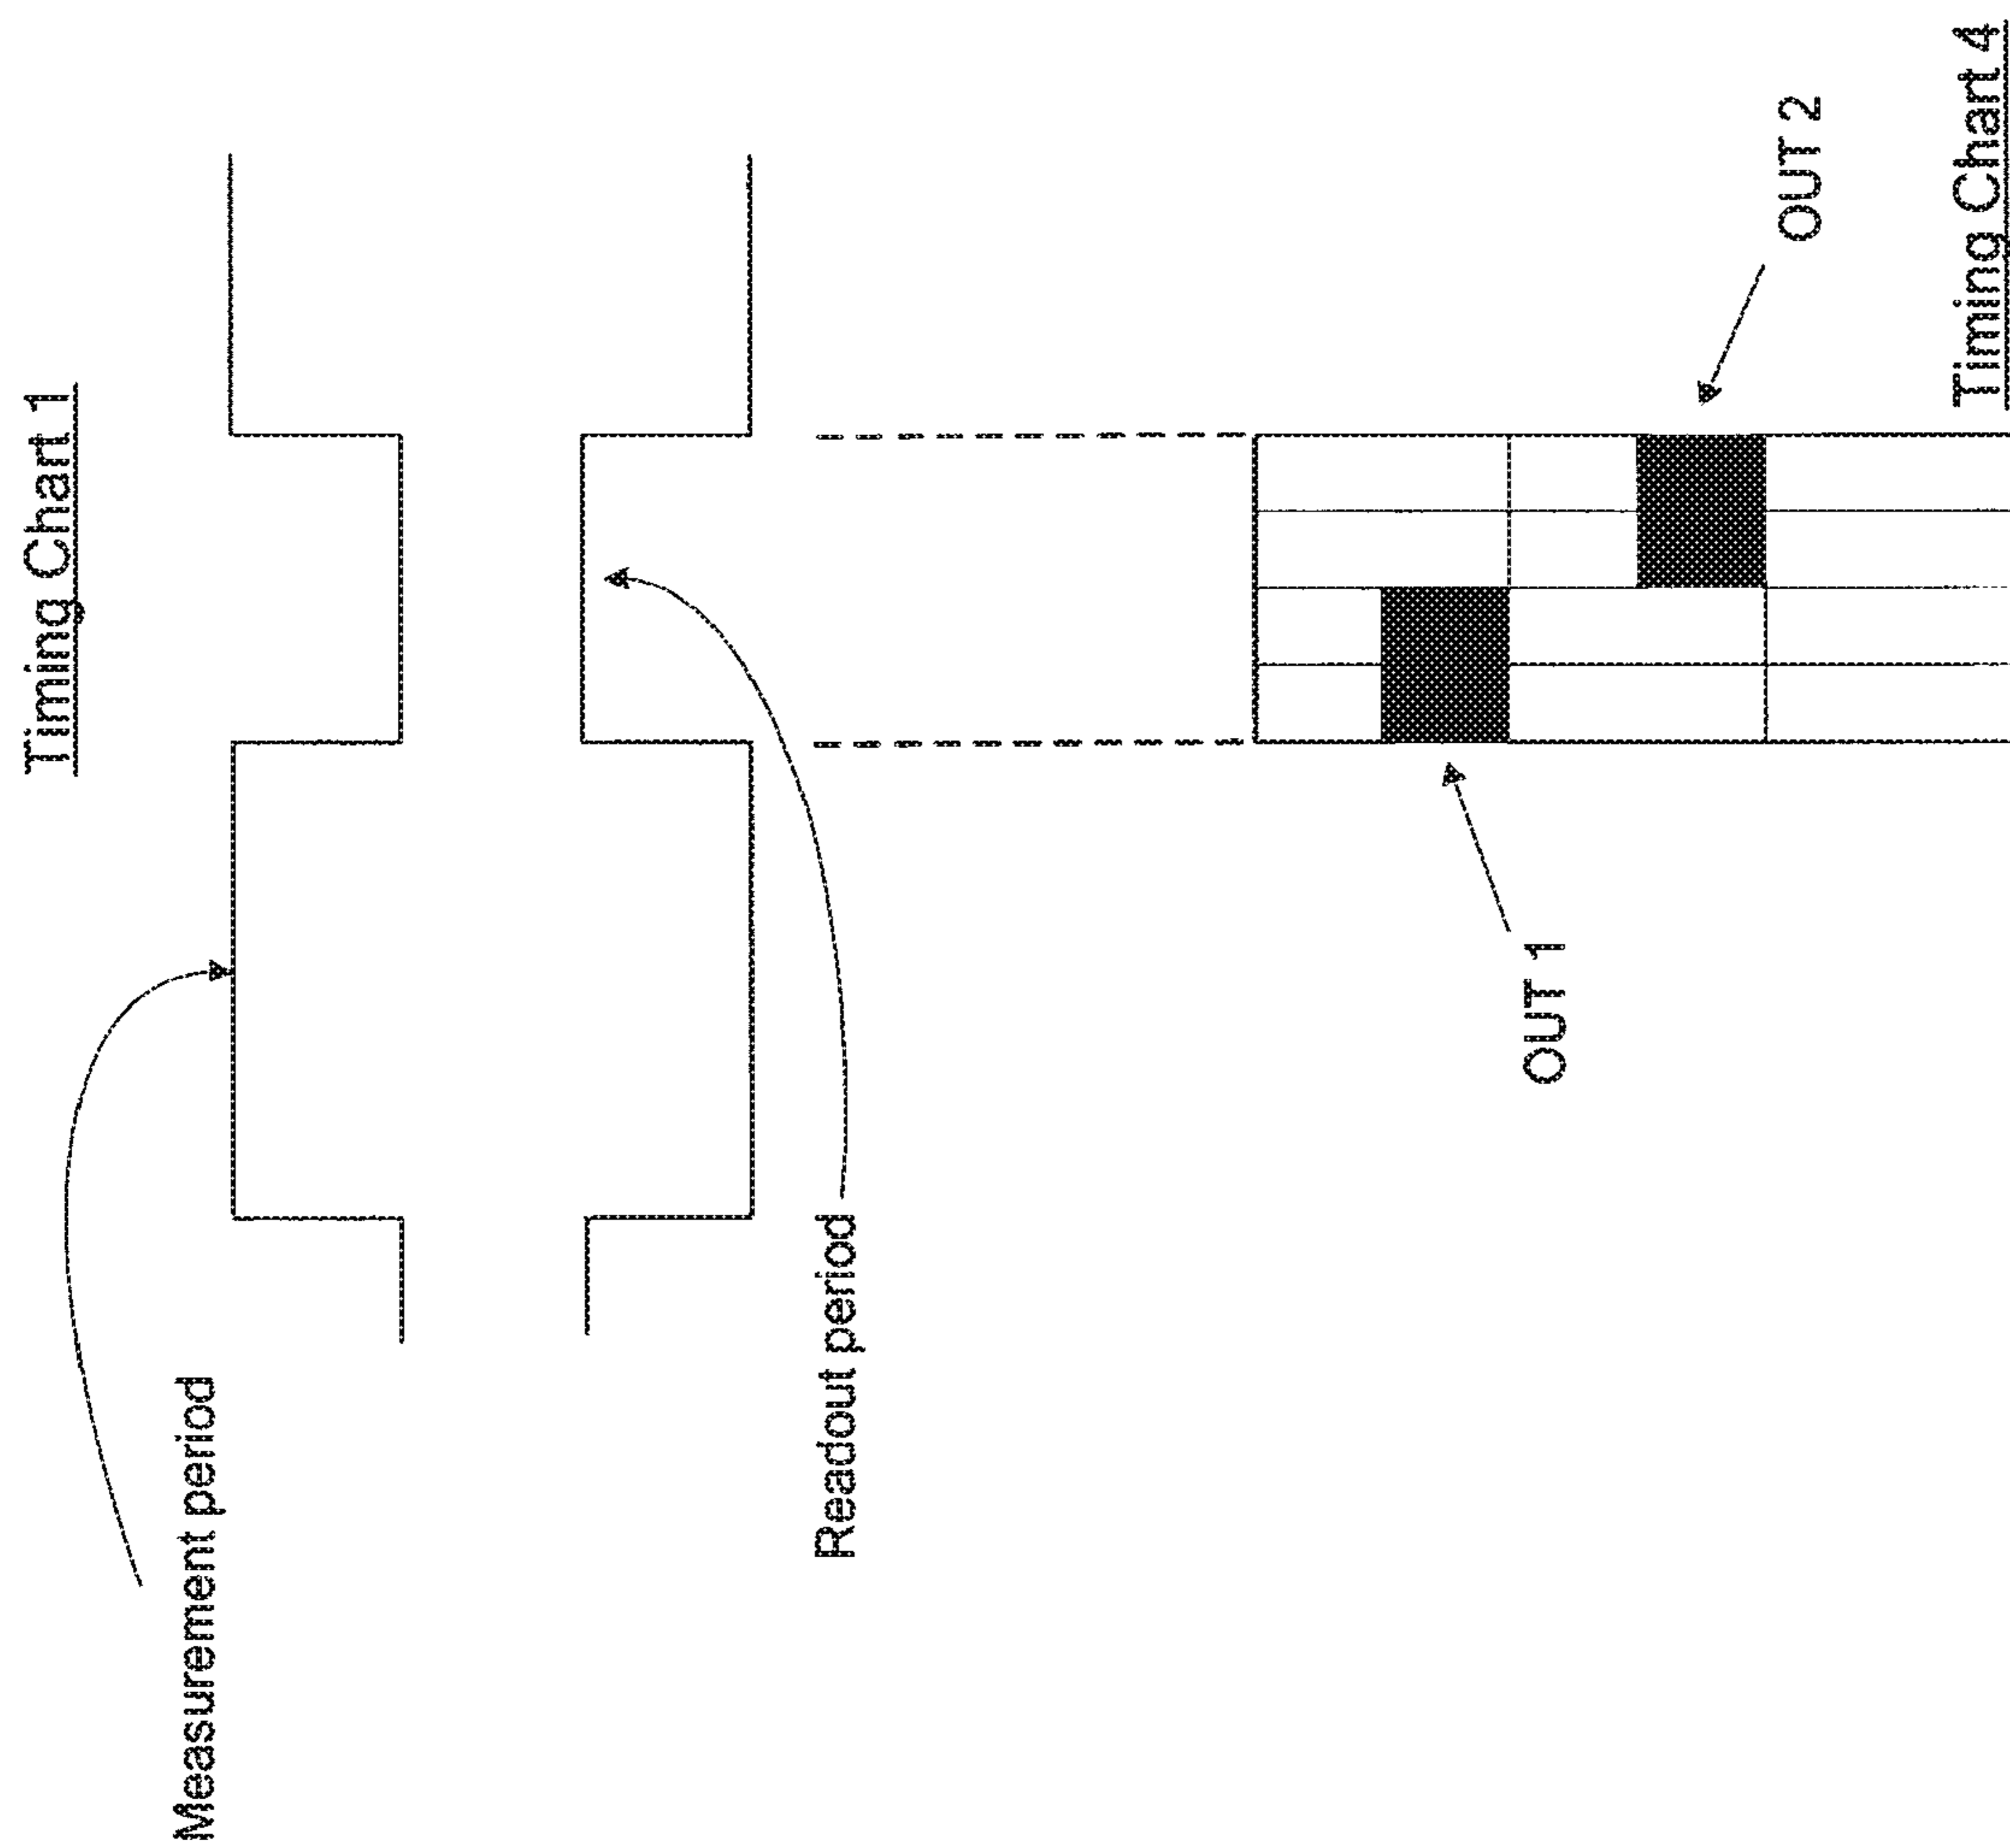 Timing Chart 1
Measurement period
Readout period
OUT 1
OUT 2
Timing Chart 4